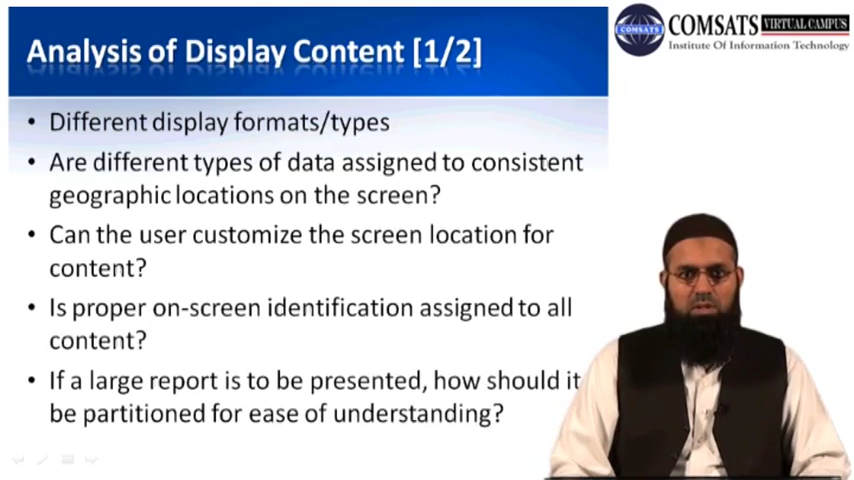 Analysis of Display Content [1/2]
COMSATS VIRTUAL CAMPUS
Institute Of Information Technology
COMSATS
• Different display formats/types
• Are different types of data assigned to consistent
geographic locations on the screen?
• Can the user customize the screen location for
content?
• Is proper on-screen identification assigned to all
content?
• If a large report is to be presented, how should it
be partitioned for ease of understanding?